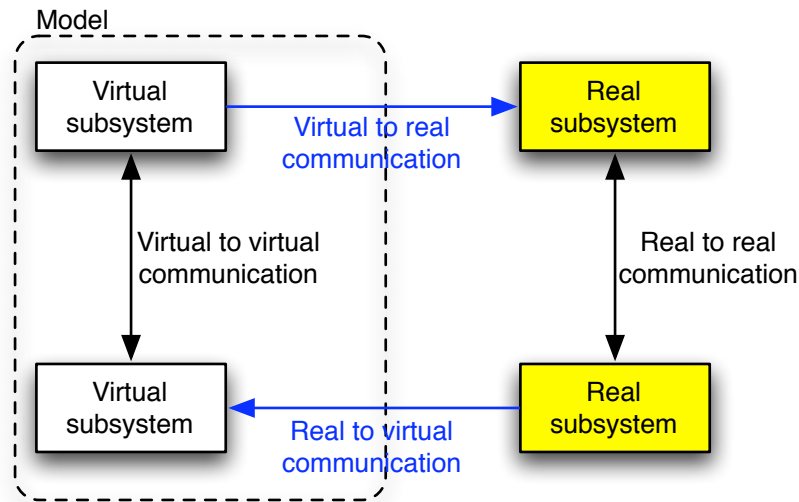 Model
Virtual
subsystem
Real
subsystem
Virtual to real
communication
Virtual to virtual
communication
Real to real
communication
Virtual
subsystem
Real
subsystem
Real to virtual
communication